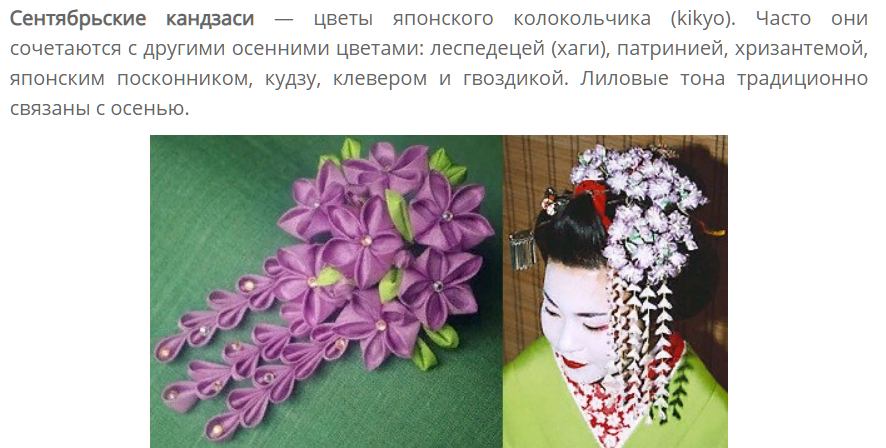 Сентябрьские кандзаси — цветы японского колокольчика (kikyo). Часто они
сочетаются с другими осенними цветами: леспедецей (хаги), патринией, хризантемой,
японским посконником, кудзу, клевером и гвоздикой. Лиловые тона традиционно
связаны с осенью.